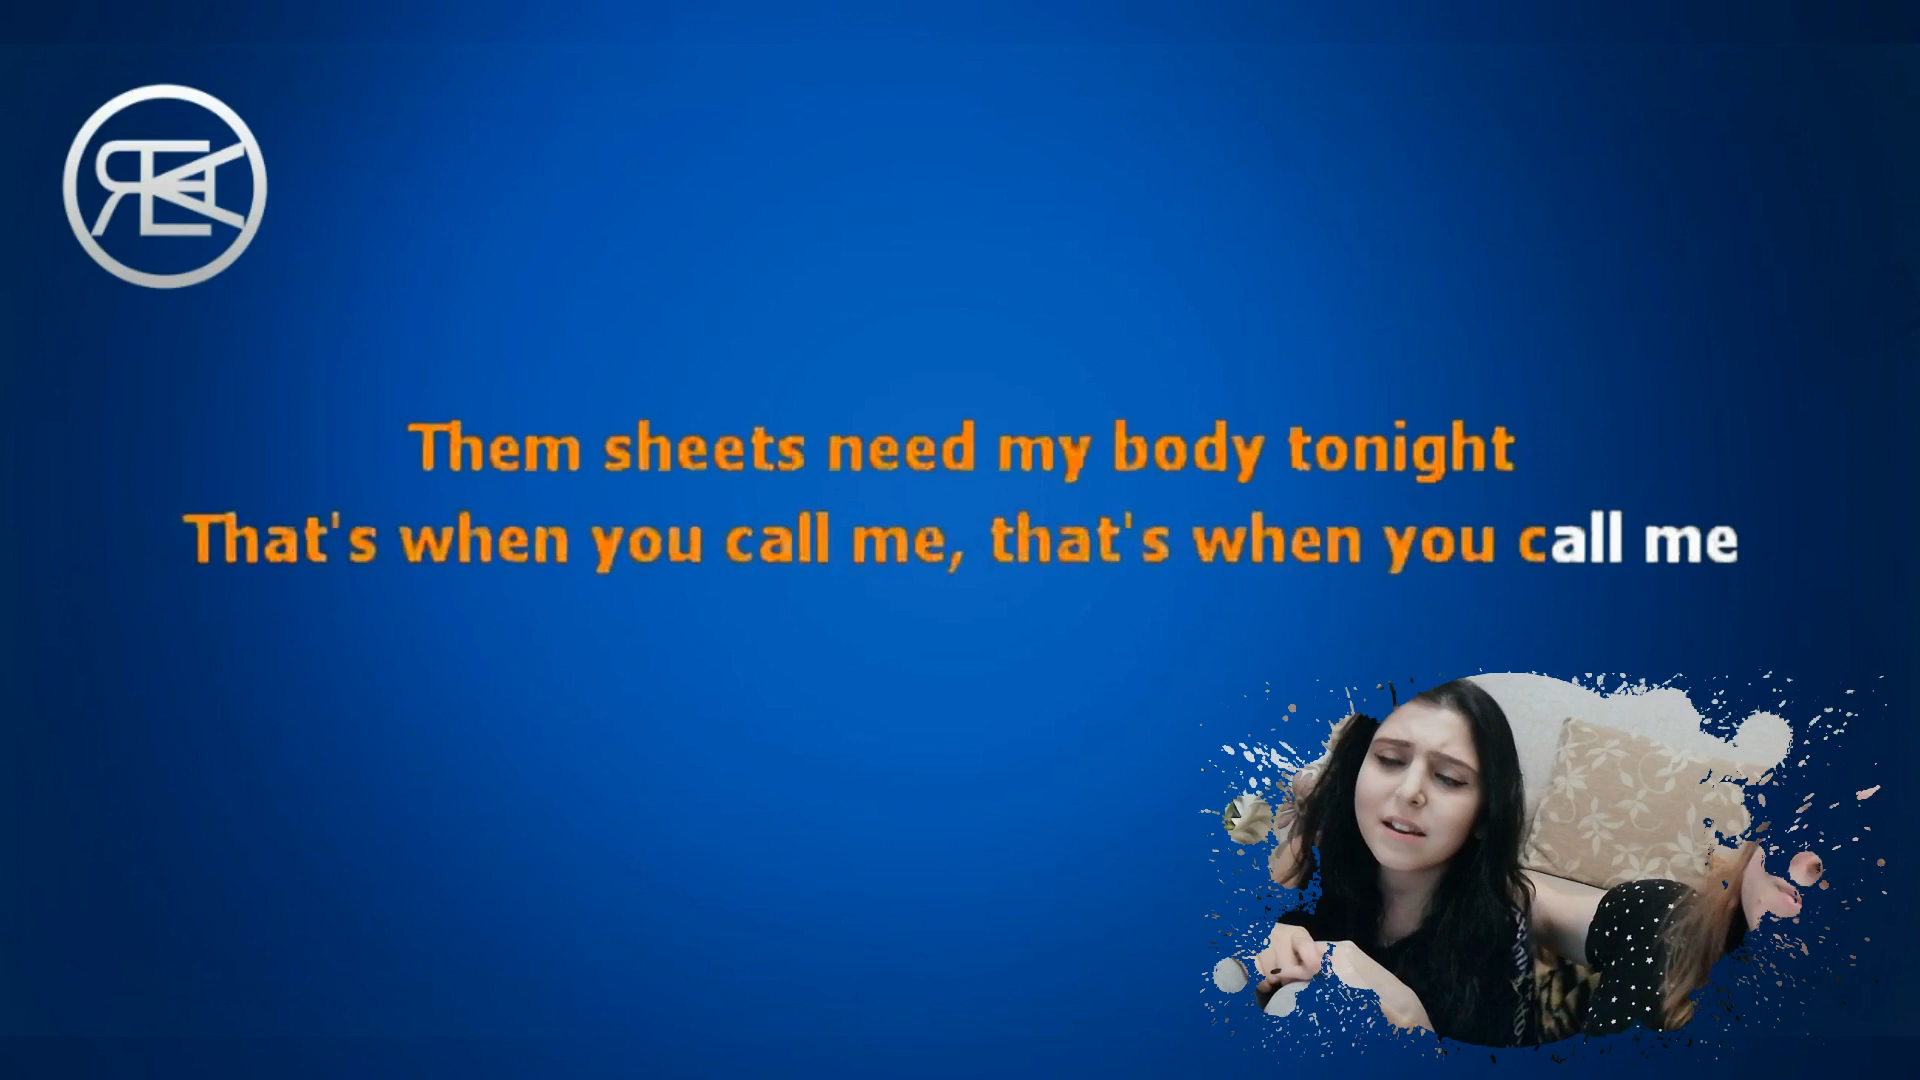 Them sheets need my body tonight
That's when you call me, that's when you call me